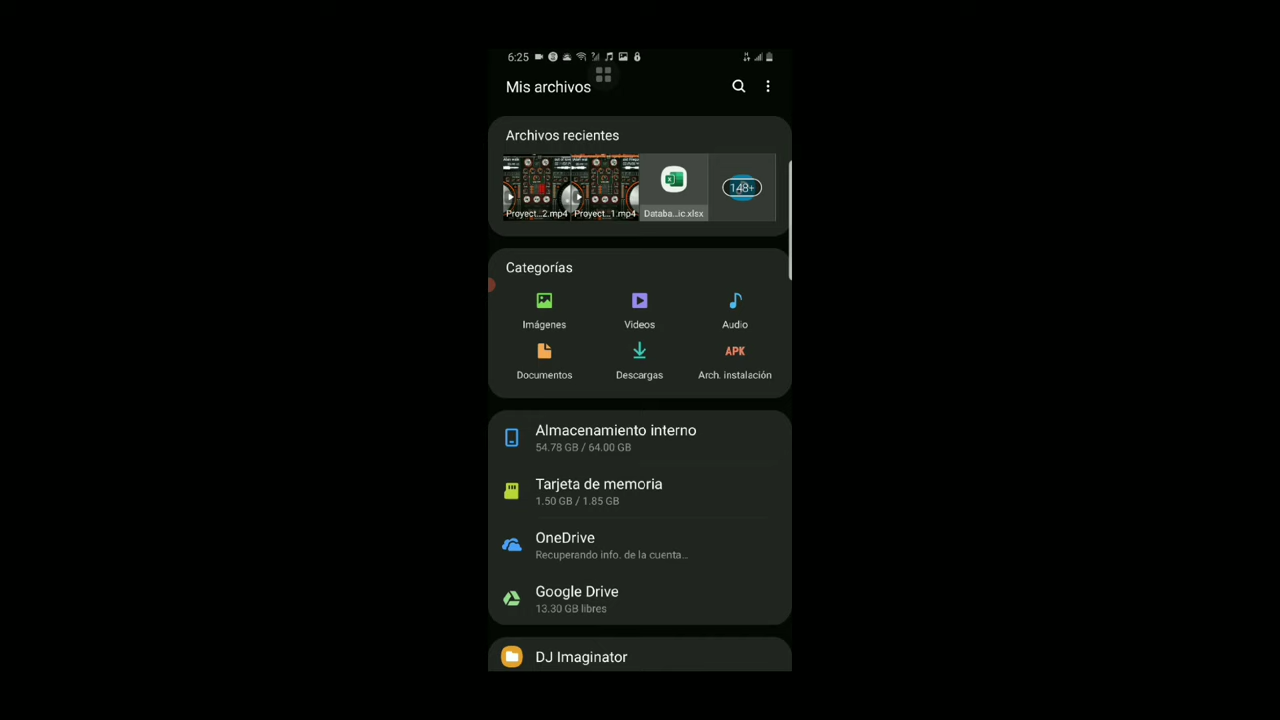 6:25
Mis archivos
Archivos recientes
Proyect...2.mp4
Proyect...1.mp4
Databa...ic.xlsx
148+
Categorías
Imágenes
Videos
Audio
APK
Documentos
Descargas
Arch. instalación
Almacenamiento interno
54.78 GB / 64.00 GB
Tarjeta de memoria
1.50 GB / 1.85 GB
OneDrive
Recuperando info. de la cuenta...
Google Drive
13.30 GB libres
DJ Imaginator